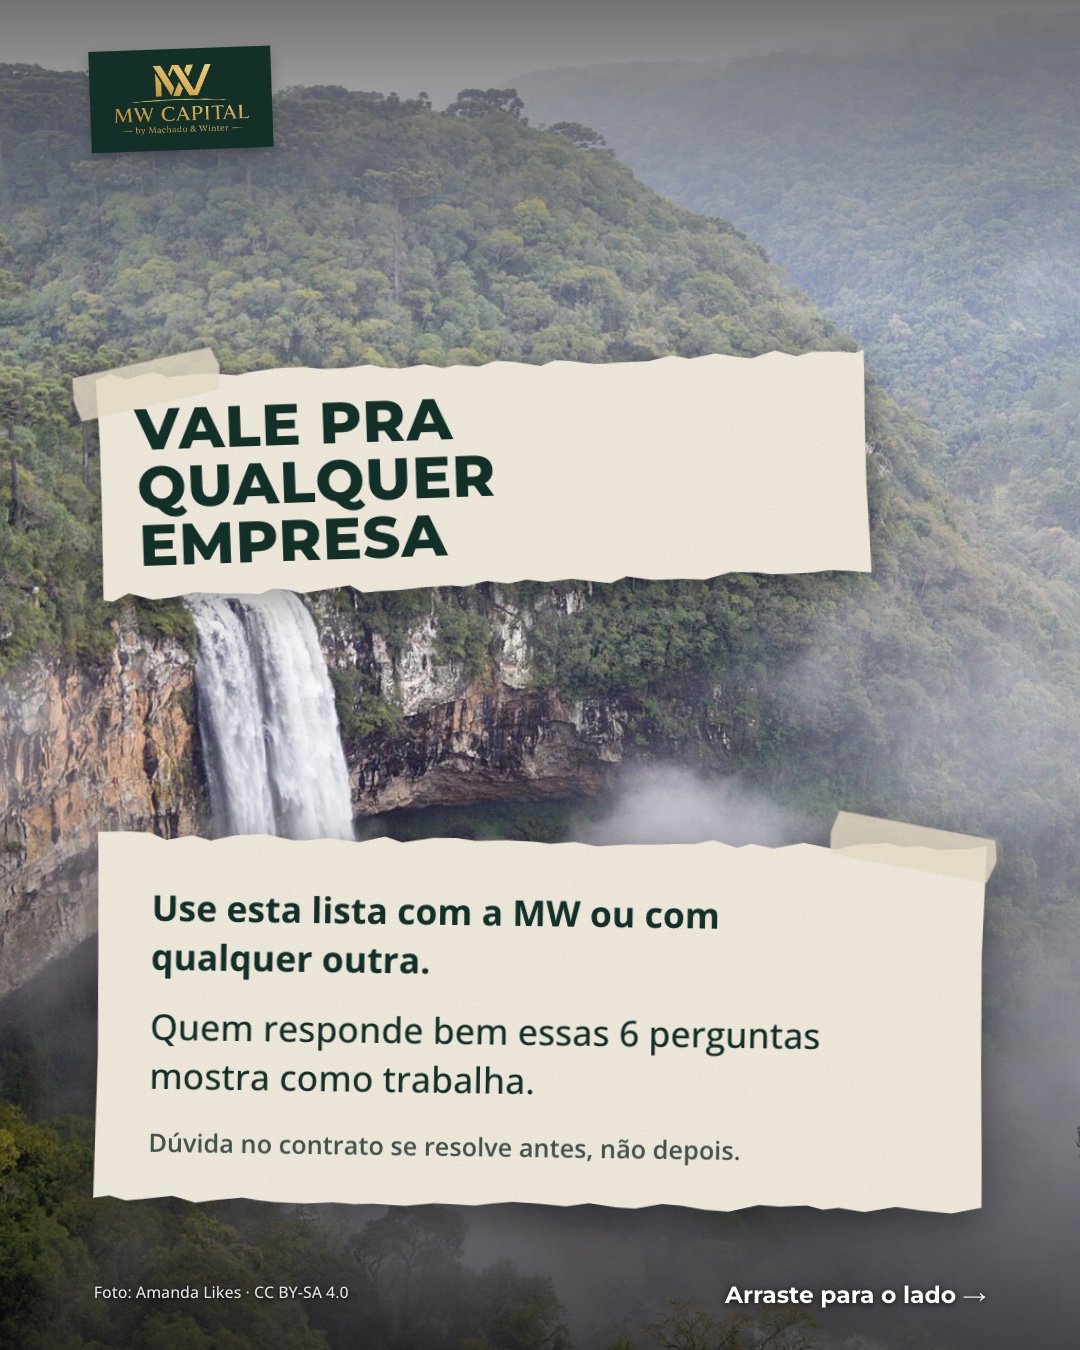 MW
MW CAPITAL
by Machado & Winter
VALE PRA
QUALQUER
EMPRESA
Use esta lista com a MW ou com
qualquer outra.
Quem responde bem essas 6 perguntas
mostra como trabalha.
Dúvida no contrato se resolve antes, não depois.
Foto: Amanda Likes · CC BY-SA 4.0
Arraste para o lado →